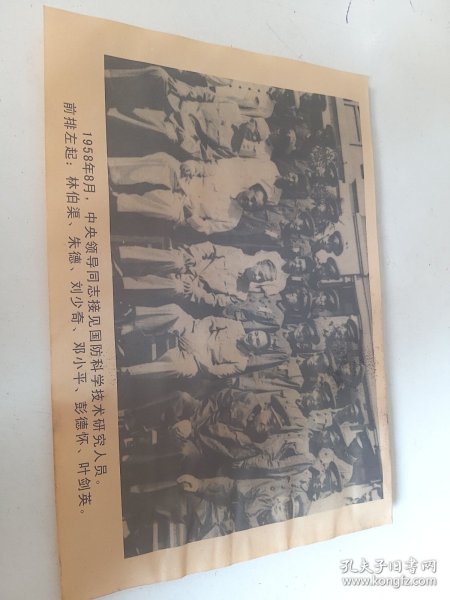 1958年8月，中央领导同志接见国防科学技术研究人员。
前排左起：林伯渠、朱德、刘少奇、邓小平、彭德怀、叶剑英。
孔夫子旧书网
www.kongfz.com